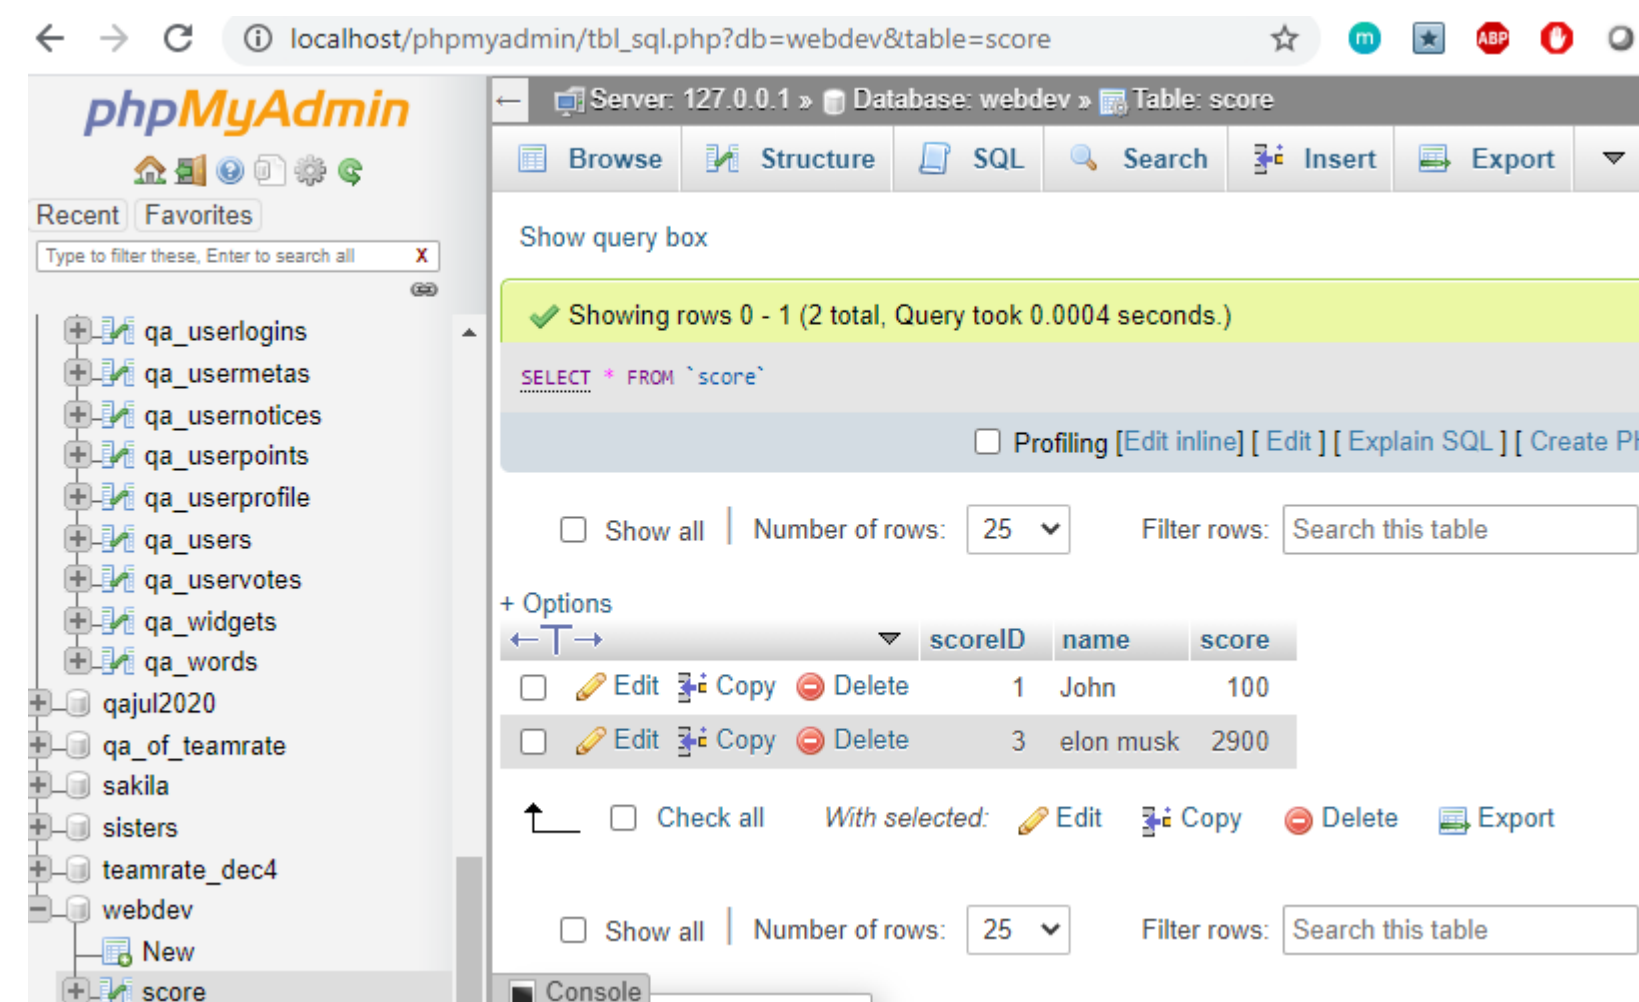 localhost/phpmyadmin/tbl_sql.php?db=webdev&table=score
m
ABP
phpMyAdmin
Recent Favorites
Type to filter these, Enter to search all X
qa_userlogins
qa_usermetas
qa_usernotices
qa_userpoints
qa_userprofile
qa_users
qa_uservotes
qa_widgets
qa_words
qajul2020
qa_of_teamrate
sakila
sisters
teamrate_dec4
webdev
New
score
← Server: 127.0.0.1 » Database: webdev » Table: score
Browse Structure SQL Search Insert Export
Show query box
Showing rows 0 - 1 (2 total, Query took 0.0004 seconds.)
SELECT * FROM `score`
Profiling [Edit inline] [ Edit ] [ Explain SQL ] [ Create PH
Show all | Number of rows: 25 Filter rows: Search this table
+ Options
←T→ scoreID name score
Edit Copy Delete 1 John 100
Edit Copy Delete 3 elon musk 2900
Check all With selected: Edit Copy Delete Export
Show all | Number of rows: 25 Filter rows: Search this table
Console